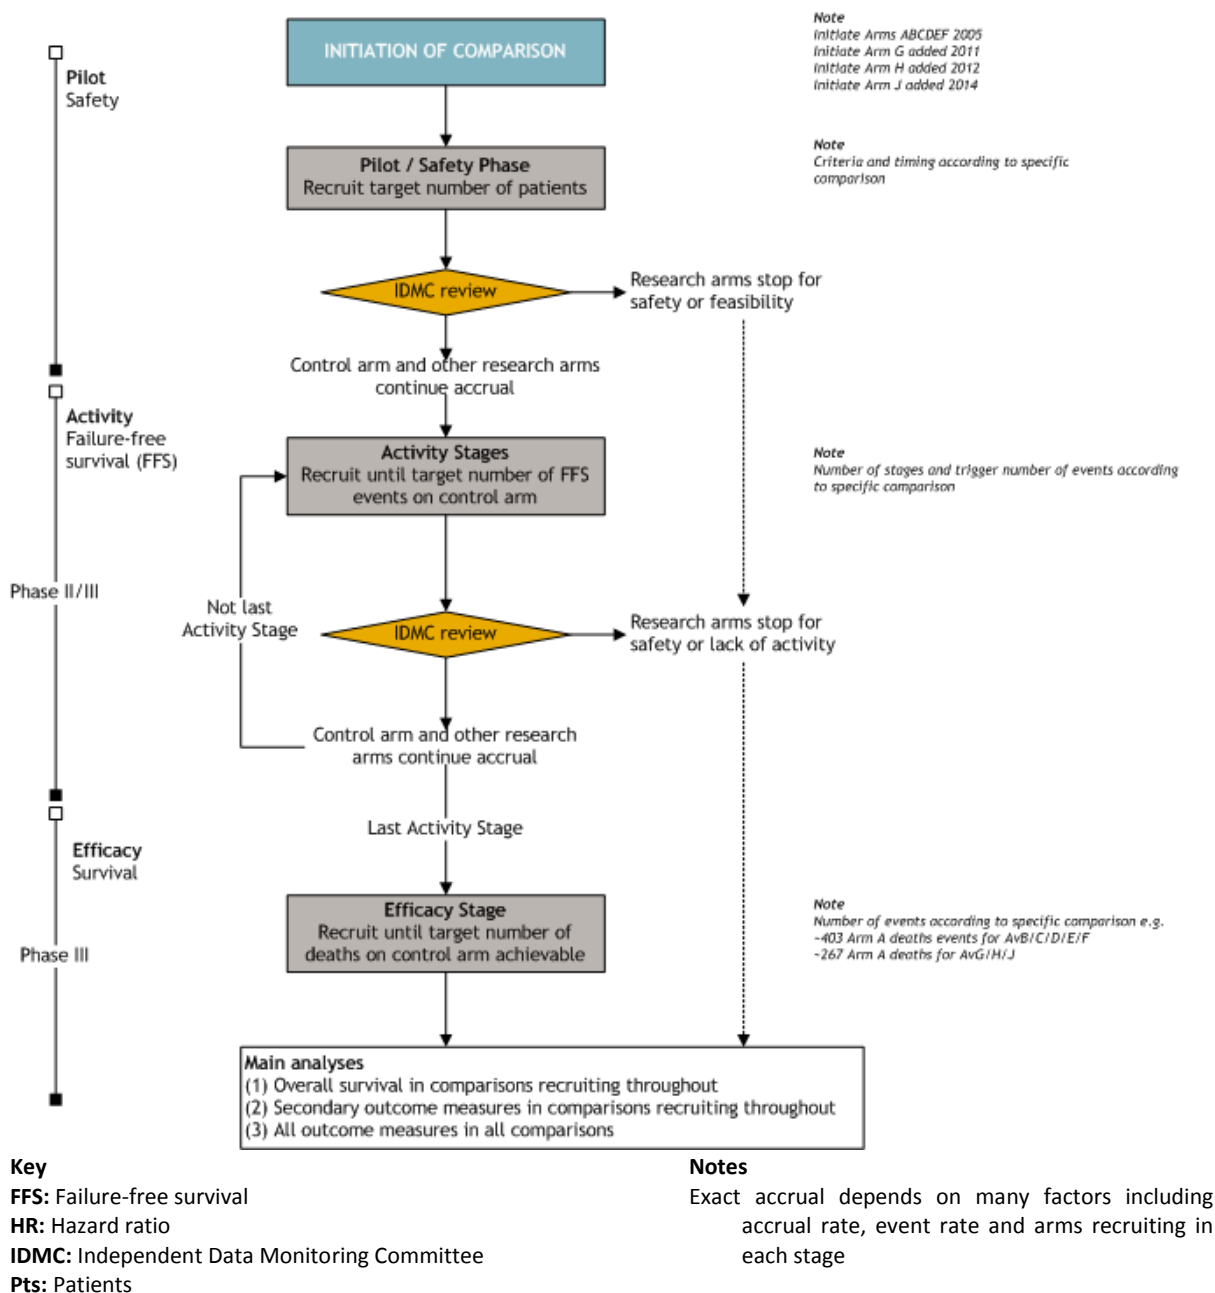 INITIATION OF COMPARISON
Note
Initiate Arms ABCDEF 2005
Initiate Arm G added 2011
Initiate Arm H added 2012
Initiate Arm J added 2014
Pilot
Safety
Pilot / Safety Phase
Recruit target number of patients
Note
Criteria and timing according to specific
comparison
IDMC review
Research arms stop for
safety or feasibility
Control arm and other research arms
continue accrual
Activity
Failure-free
survival (FFS)
Activity Stages
Recruit until target number of FFS
events on control arm
Note
Number of stages and trigger number of events according
to specific comparison
Phase II/III
Not last
Activity Stage
IDMC review
Research arms stop for
safety or lack of activity
Control arm and other research
arms continue accrual
Last Activity Stage
Efficacy
Survival
Efficacy Stage
Recruit until target number of
deaths on control arm achievable
Note
Number of events according to specific comparison e.g.
~403 Arm A deaths events for AvB/C/D/E/F
~267 Arm A deaths for AvG/H/J
Phase III
Main analyses
(1) Overall survival in comparisons recruiting throughout
(2) Secondary outcome measures in comparisons recruiting throughout
(3) All outcome measures in all comparisons
Key
FFS: Failure-free survival
HR: Hazard ratio
IDMC: Independent Data Monitoring Committee
Pts: Patients
Notes
Exact accrual depends on many factors including
accrual rate, event rate and arms recruiting in
each stage